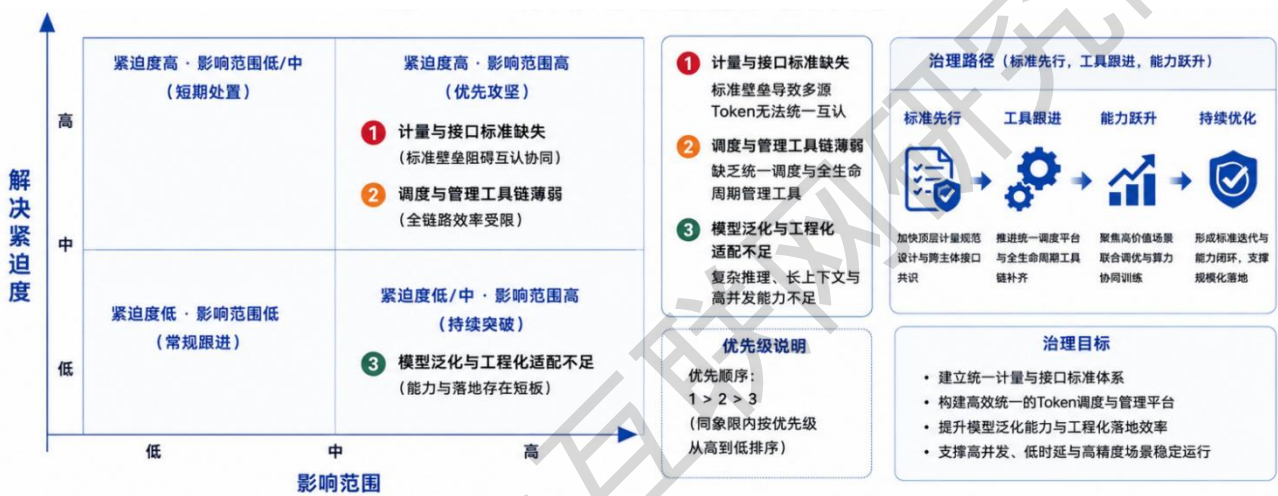 解决紧迫度
高
中
低
紧迫度高 · 影响范围低/中
（短期处置）
紧迫度高 · 影响范围高
（优先攻坚）
1 计量与接口标准缺失
（标准壁垒阻碍互认协同）
2 调度与管理工具链薄弱
（全链路效率受限）
紧迫度低 · 影响范围低
（常规跟进）
紧迫度低/中 · 影响范围高
（持续突破）
3 模型泛化与工程化适配不足
（能力与落地存在短板）
低
中
高
影响范围
1 计量与接口标准缺失
标准壁垒导致多源
Token无法统一互认
2 调度与管理工具链薄弱
缺乏统一调度与全生命
周期管理工具
3 模型泛化与工程化
适配不足
复杂推理、长上下文与
高并发能力不足
优先级说明
优先顺序：
1 > 2 > 3
（同象限内按优先级
从高到低排序）
治理路径（标准先行，工具跟进，能力跃升）
标准先行
加快顶层计量规范
设计与跨主体接口
共识
工具跟进
推进统一调度平台
与全生命周期工具
链补齐
能力跃升
聚焦高价值场景
联合调优与算力
协同训练
持续优化
形成标准迭代与
能力闭环，支撑
规模化落地
治理目标
• 建立统一计量与接口标准体系
• 构建高效统一的Token调度与管理平台
• 提升模型泛化能力与工程化落地效率
• 支撑高并发、低时延与高精度场景稳定运行
互联网研